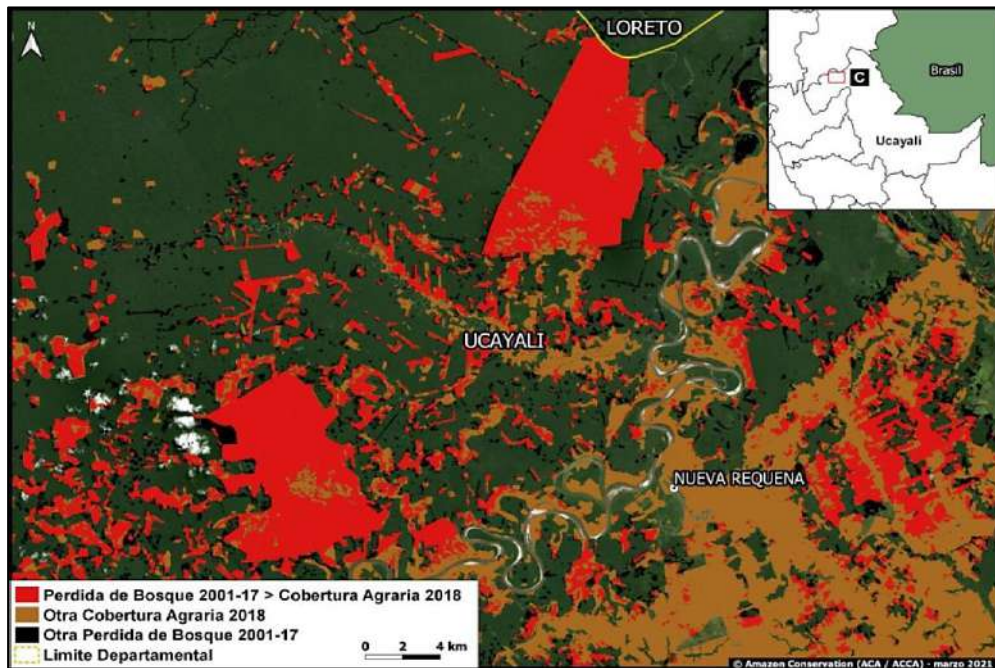 N
LORETO
Brasil
C
Ucayali
UCAYALI
NUEVA REQUENA
Perdida de Bosque 2001-17 > Cobertura Agraria 2018
Otra Cobertura Agraria 2018
Otra Perdida de Bosque 2001-17
Limite Departamental
0 2 4 km
© Amazon Conservation (ACA / ACCA) - marzo 2021